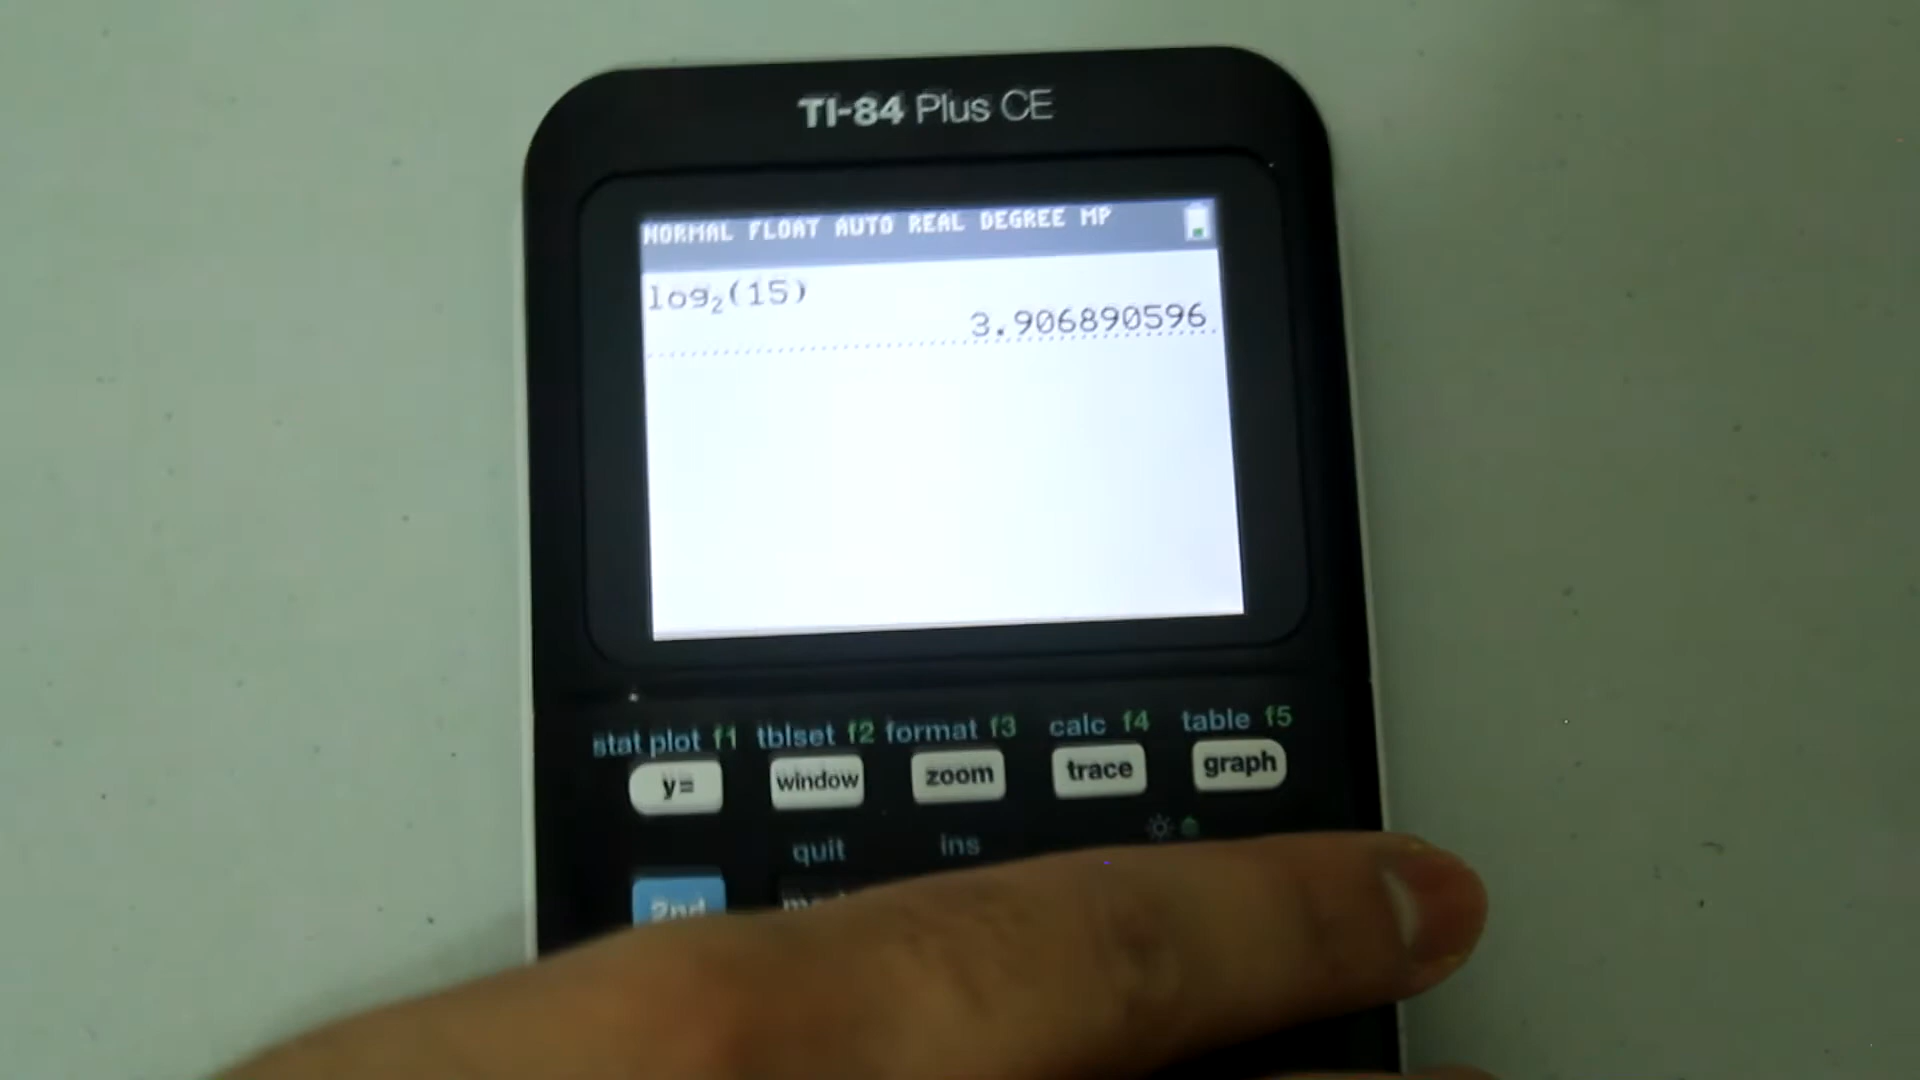 TI-84 Plus CE
NORMAL FLOAT AUTO REAL DEGREE MP
log₂(15)
3.906890596
stat plot f1 tblset f2 format f3 calc f4 table f5
y= window zoom trace graph
quit ins
2nd